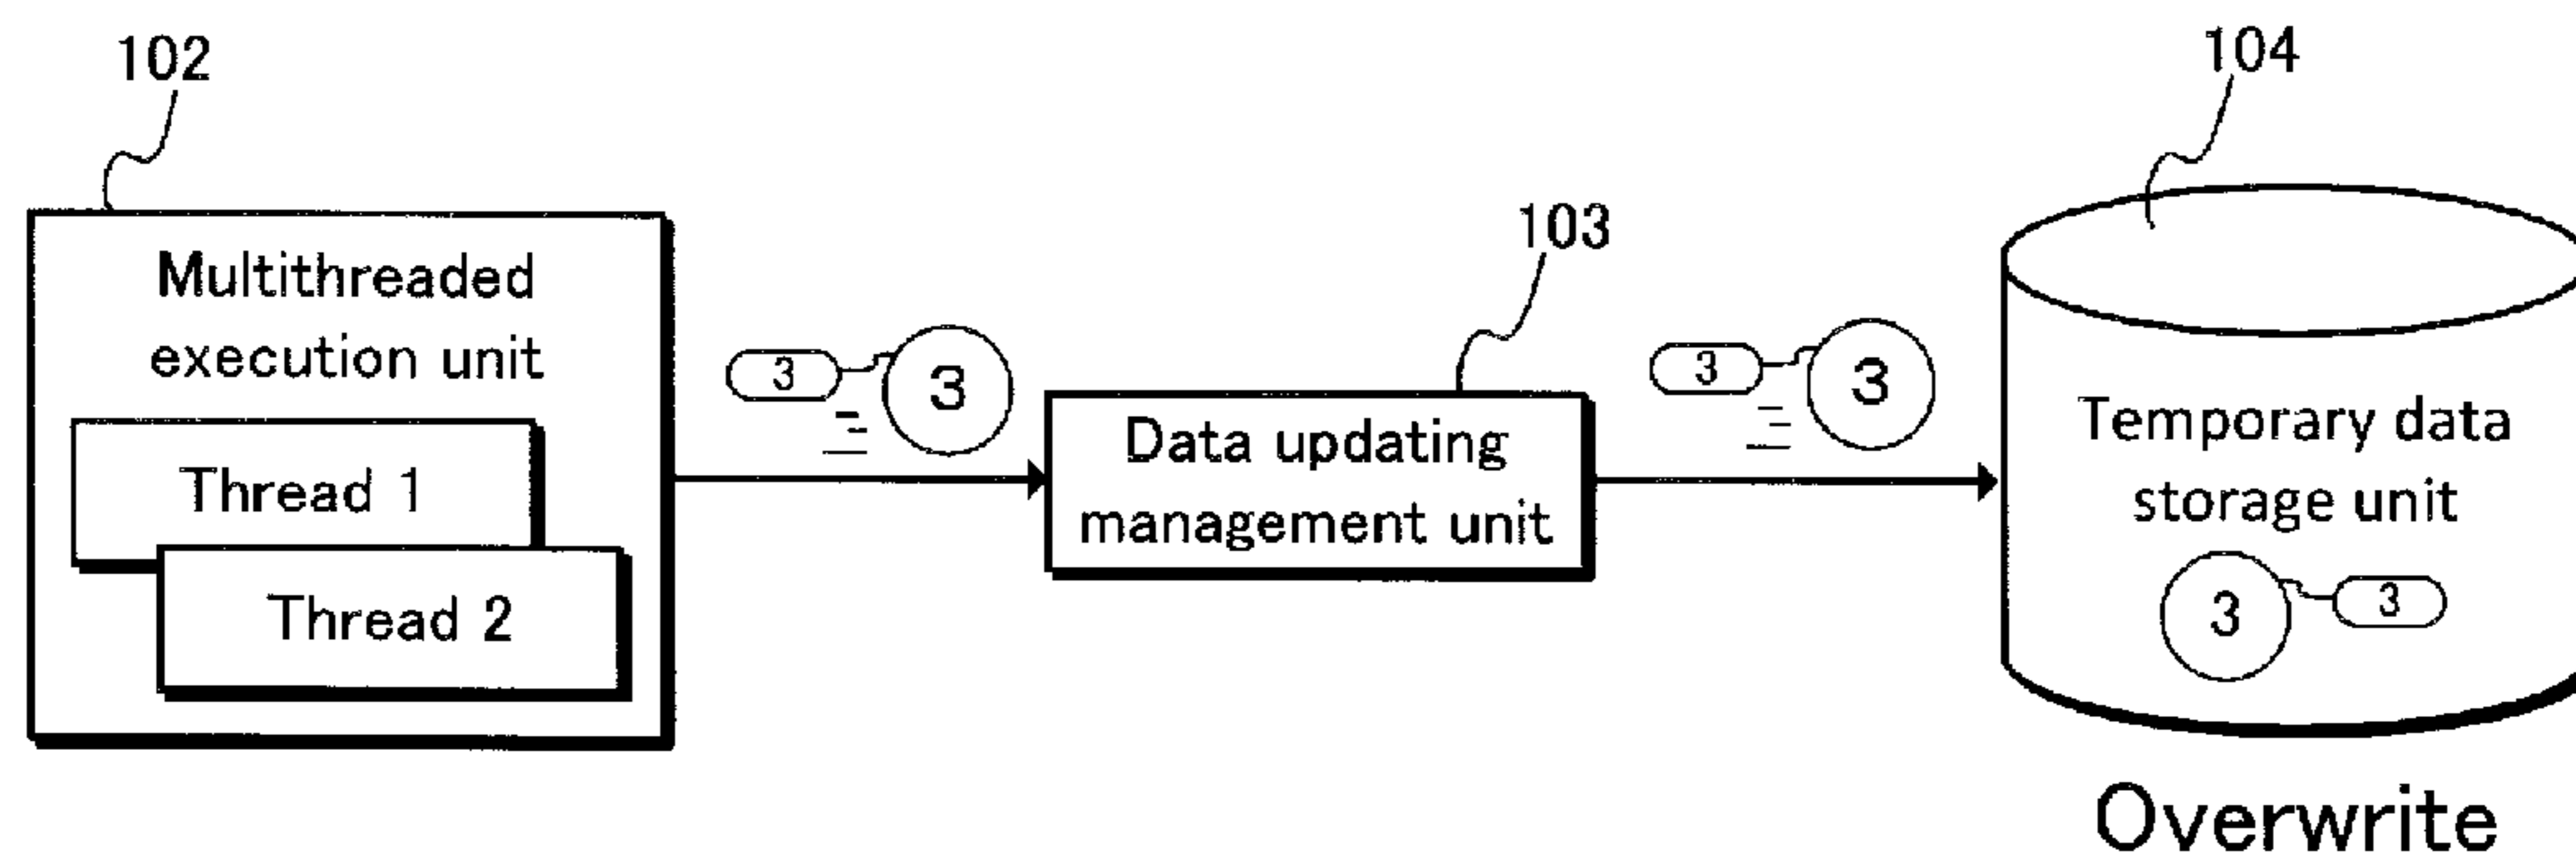 102
104
103
Multithreaded
execution unit
Thread 1
Thread 2
3
3
Data updating
management unit
3
3
Temporary data
storage unit
3
3
Overwrite